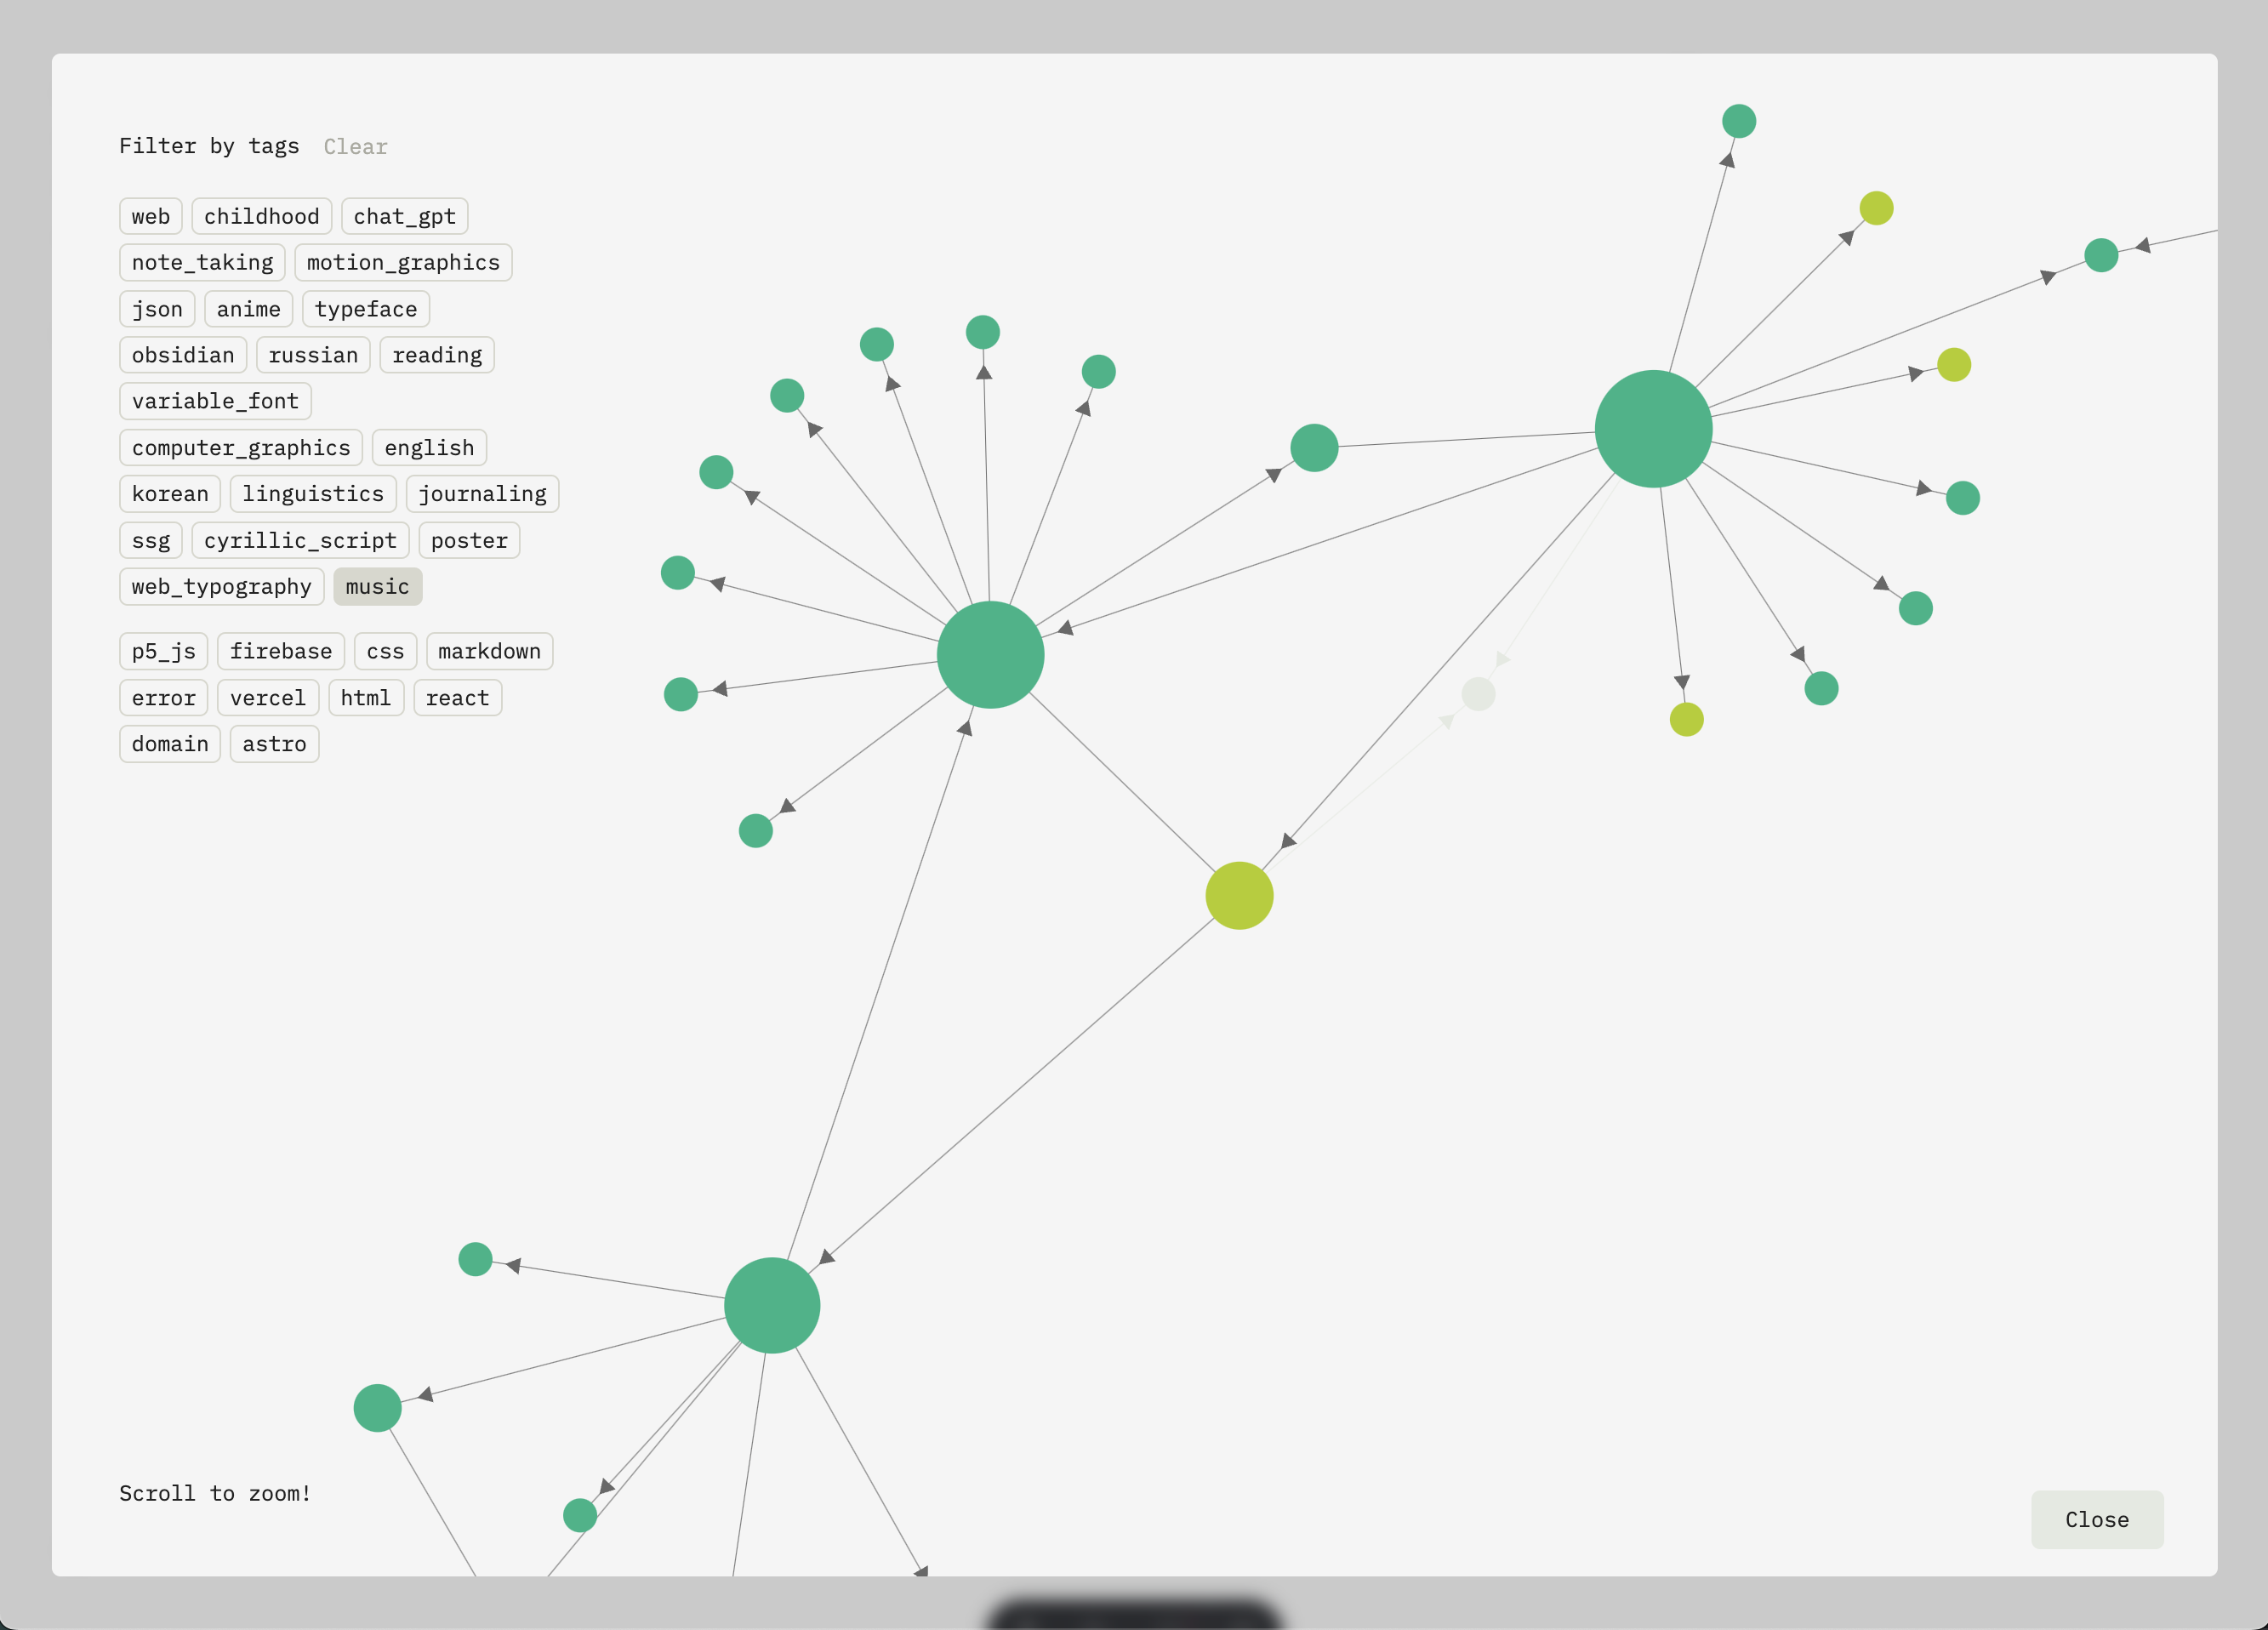 Filter by tags Clear
web childhood chat_gpt
note_taking motion_graphics
json anime typeface
obsidian russian reading
variable_font
computer_graphics english
korean linguistics journaling
ssg cyrillic_script poster
web_typography music
p5_js firebase css markdown
error vercel html react
domain astro
Scroll to zoom!
Close